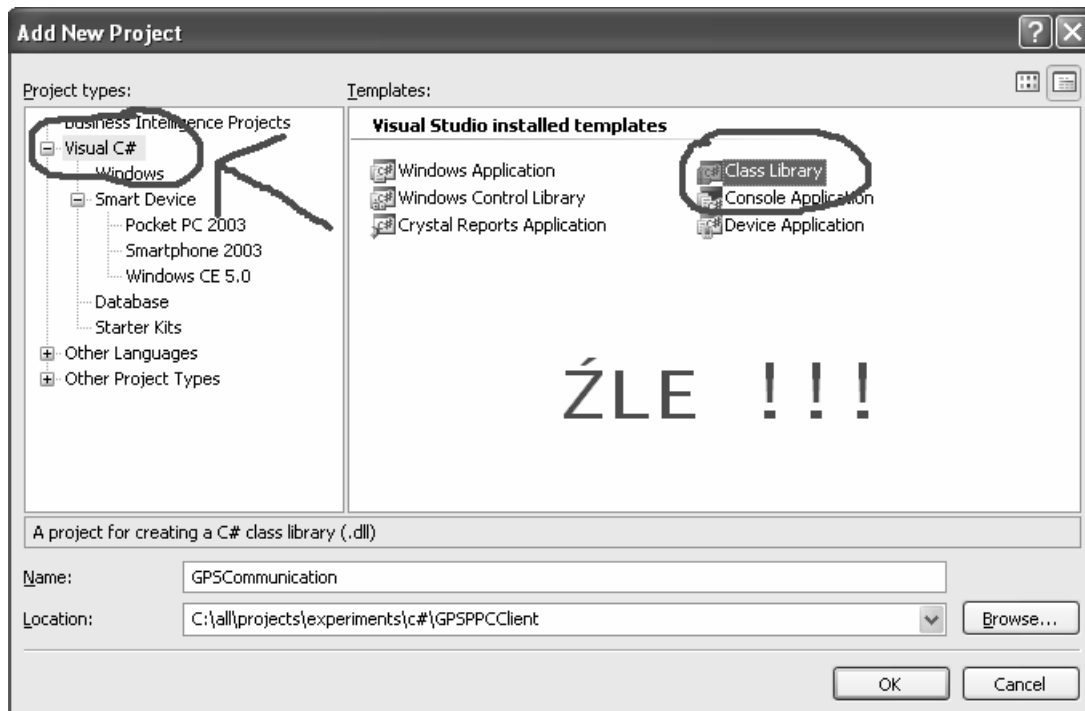 Add New Project
Project types:
Templates:
Business Intelligence Projects
Visual C#
Windows
Smart Device
Pocket PC 2003
Smartphone 2003
Windows CE 5.0
Database
Starter Kits
Other Languages
Other Project Types
Visual Studio installed templates
Windows Application
Class Library
Windows Control Library
Console Application
Crystal Reports Application
Device Application
ŹLE !!!
A project for creating a C# class library (.dll)
Name:
GPSCommunication
Location:
C:\all\projects\experiments\c#\GPSPPCClient
Browse...
OK
Cancel